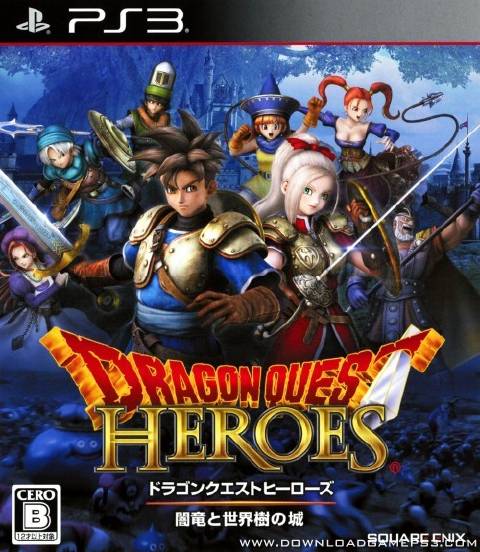 PS3
DRAGON QUEST
HEROES®
ドラゴンクエストヒーローズ
闇竜と世界樹の城
CERO
B
12才以上対象
SQUARE ENIX
WWW.DOWNLOADGAMEPS3.COM